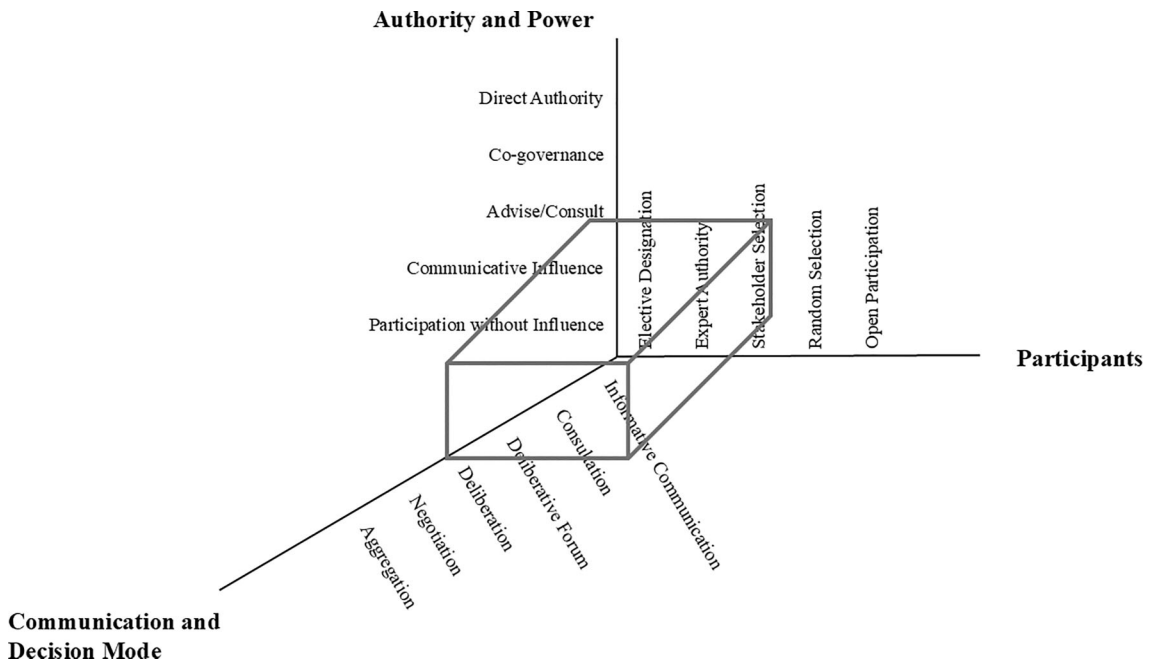 Authority and Power
Direct Authority
Co-governance
Advise/Consult
Communicative Influence
Participation without Influence
Elective Designation
Expert Authority
Stakeholder Selection
Random Selection
Open Participation
Participants
Informative Communication
Consultation
Deliberative Forum
Deliberation
Negotiation
Aggregation
Communication and
Decision Mode